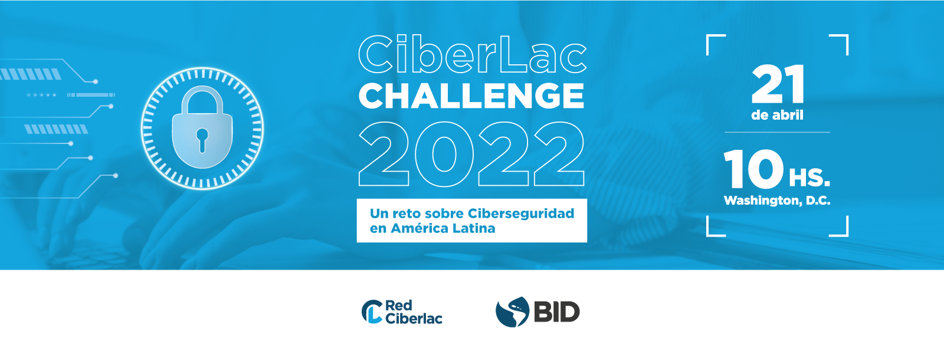 CiberLac
CHALLENGE
2022
Un reto sobre Ciberseguridad
en América Latina
21
de abril
10 HS.
Washington, D.C.
Red
Ciberlac
BID